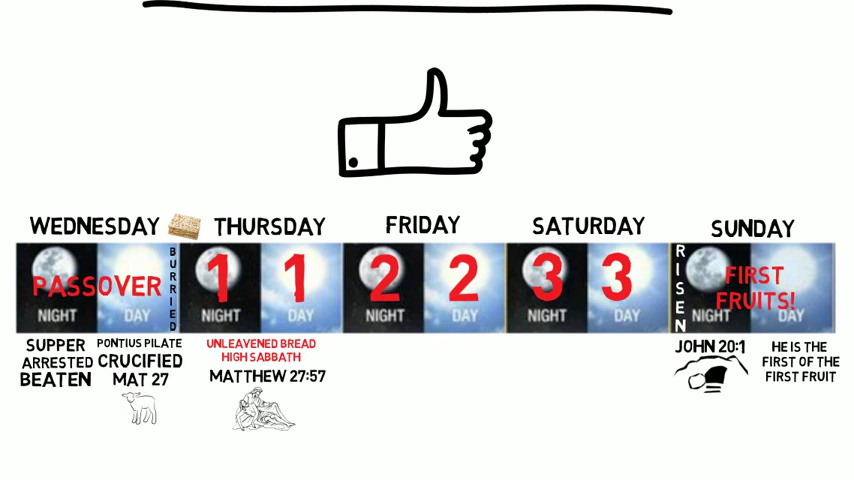 WEDNESDAY THURSDAY FRIDAY SATURDAY SUNDAY
PASSOVER
BURRIED
1 1 2 2 3 3
RISEN
FIRST
FRUITS!
NIGHT DAY NIGHT DAY NIGHT DAY NIGHT DAY NIGHT DAY
SUPPER
ARRESTED
BEATEN
PONTIUS PILATE
CRUCIFIED
MAT 27
UNLEAVENED BREAD
HIGH SABBATH
MATTHEW 27:57
JOHN 20:1
HE IS THE
FIRST OF THE
FIRST FRUIT